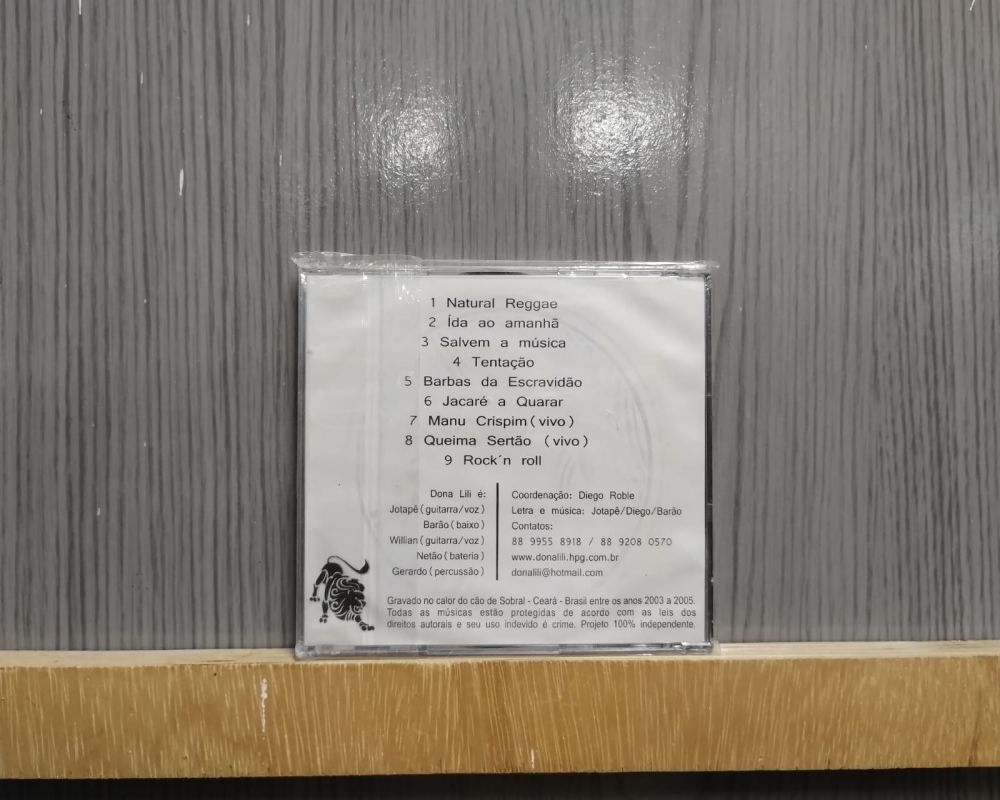 1 Natural Reggae
2 Ída ao amanhã
3 Salvem a música
4 Tentação
5 Barbas da Escravidão
6 Jacaré a Quarar
7 Manu Crispim ( vivo )
8 Queima Sertão ( vivo )
9 Rock´n roll
Dona Lili é:
Jotapê ( guitarra/voz )
Barão ( baixo )
Willian ( guitarra/voz )
Netão ( bateria )
Gerardo ( percussão )
Coordenação: Diego Roble
Letra e música: Jotapê/Diego/Barão
Contatos:
88 9955 8918 / 88 9208 0570
www.donalili.hpg.com.br
donalili@hotmail.com
Gravado no calor do cão de Sobral - Ceará - Brasil entre os anos 2003 a 2005.
Todas as músicas estão protegidas de acordo com as leis dos
direitos autorais e seu uso indevido é crime. Projeto 100% independente.